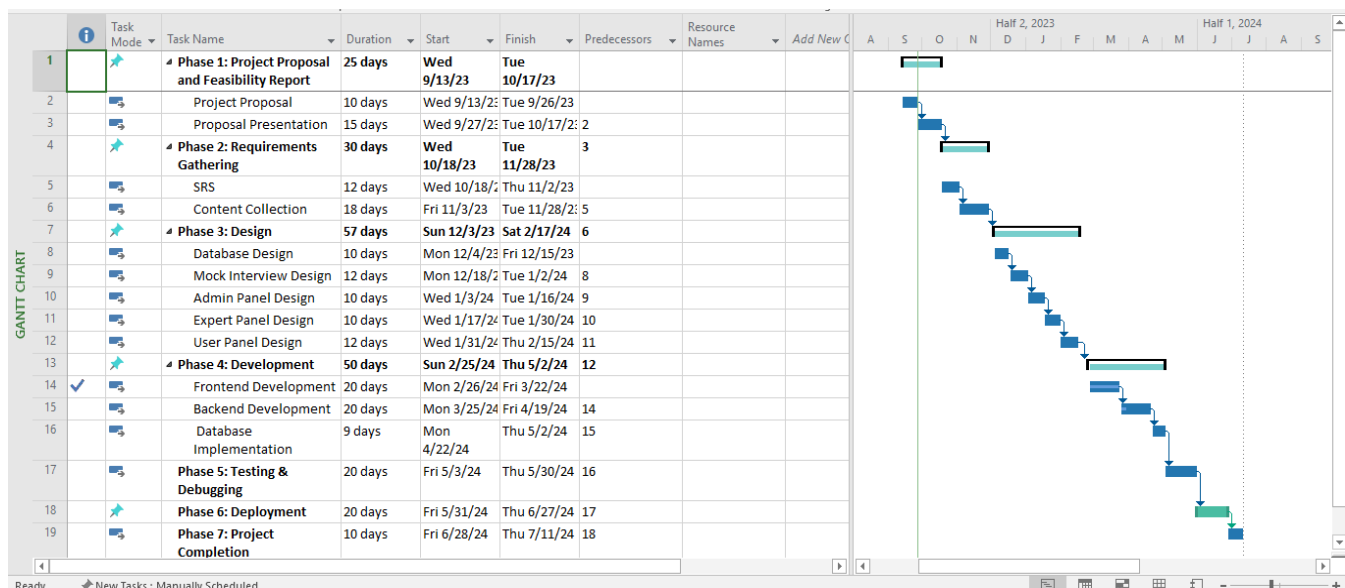 Half 2, 2023 Half 1, 2024
Task Mode Task Name Duration Start Finish Predecessors Resource Names Add New C A S O N D J F M A M J J A S
1 Phase 1: Project Proposal and Feasibility Report 25 days Wed 9/13/23 Tue 10/17/23
2 Project Proposal 10 days Wed 9/13/23 Tue 9/26/23
3 Proposal Presentation 15 days Wed 9/27/23 Tue 10/17/23 2
4 Phase 2: Requirements Gathering 30 days Wed 10/18/23 Tue 11/28/23 3
5 SRS 12 days Wed 10/18/2 Thu 11/2/23
6 Content Collection 18 days Fri 11/3/23 Tue 11/28/23 5
7 Phase 3: Design 57 days Sun 12/3/23 Sat 2/17/24 6
8 Database Design 10 days Mon 12/4/23 Fri 12/15/23
9 Mock Interview Design 12 days Mon 12/18/2 Tue 1/2/24 8
10 Admin Panel Design 10 days Wed 1/3/24 Tue 1/16/24 9
11 Expert Panel Design 10 days Wed 1/17/24 Tue 1/30/24 10
12 User Panel Design 12 days Wed 1/31/24 Thu 2/15/24 11
13 Phase 4: Development 50 days Sun 2/25/24 Thu 5/2/24 12
14 Frontend Development 20 days Mon 2/26/24 Fri 3/22/24
15 Backend Development 20 days Mon 3/25/24 Fri 4/19/24 14
16 Database Implementation 9 days Mon 4/22/24 Thu 5/2/24 15
17 Phase 5: Testing & Debugging 20 days Fri 5/3/24 Thu 5/30/24 16
18 Phase 6: Deployment 20 days Fri 5/31/24 Thu 6/27/24 17
19 Phase 7: Project Completion 10 days Fri 6/28/24 Thu 7/11/24 18
GANTT CHART
Ready New Tasks : Manually Scheduled